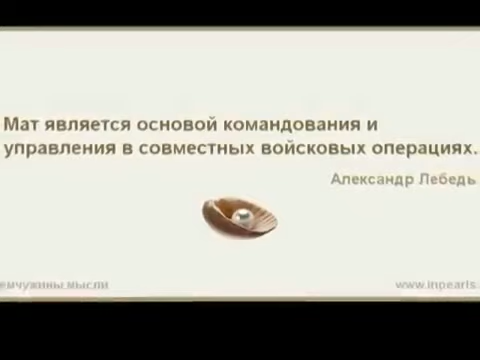 Мат является основой командования и
управления в совместных войсковых операциях.
Александр Лебедь
емчужины мысли
www.inpearls.